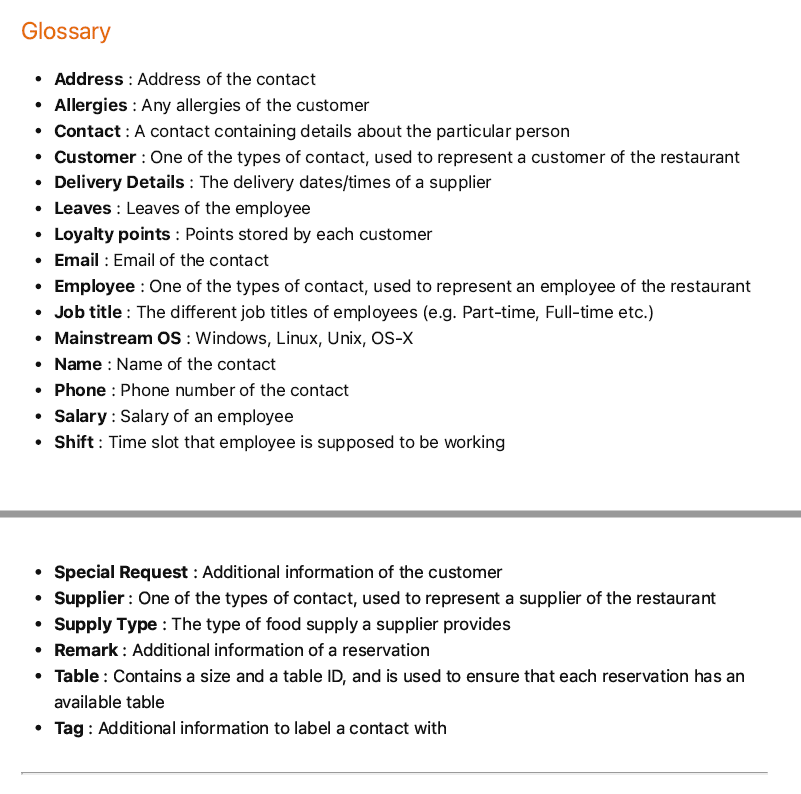 Glossary
• Address : Address of the contact
• Allergies : Any allergies of the customer
• Contact : A contact containing details about the particular person
• Customer : One of the types of contact, used to represent a customer of the restaurant
• Delivery Details : The delivery dates/times of a supplier
• Leaves : Leaves of the employee
• Loyalty points : Points stored by each customer
• Email : Email of the contact
• Employee : One of the types of contact, used to represent an employee of the restaurant
• Job title : The different job titles of employees (e.g. Part-time, Full-time etc.)
• Mainstream OS : Windows, Linux, Unix, OS-X
• Name : Name of the contact
• Phone : Phone number of the contact
• Salary : Salary of an employee
• Shift : Time slot that employee is supposed to be working
• Special Request : Additional information of the customer
• Supplier : One of the types of contact, used to represent a supplier of the restaurant
• Supply Type : The type of food supply a supplier provides
• Remark : Additional information of a reservation
• Table : Contains a size and a table ID, and is used to ensure that each reservation has an
available table
• Tag : Additional information to label a contact with